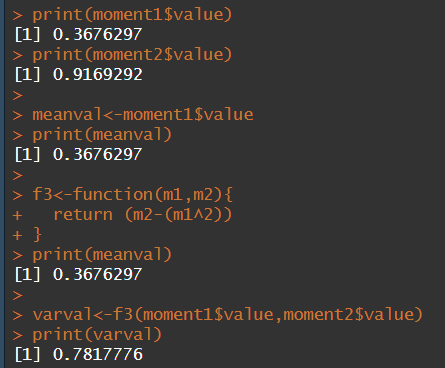 > print(moment1$value)
[1] 0.3676297
> print(moment2$value)
[1] 0.9169292
>
> meanval<-moment1$value
> print(meanval)
[1] 0.3676297
>
> f3<-function(m1,m2){
+   return (m2-(m1^2))
+ }
> print(meanval)
[1] 0.3676297
>
> varval<-f3(moment1$value,moment2$value)
> print(varval)
[1] 0.7817776